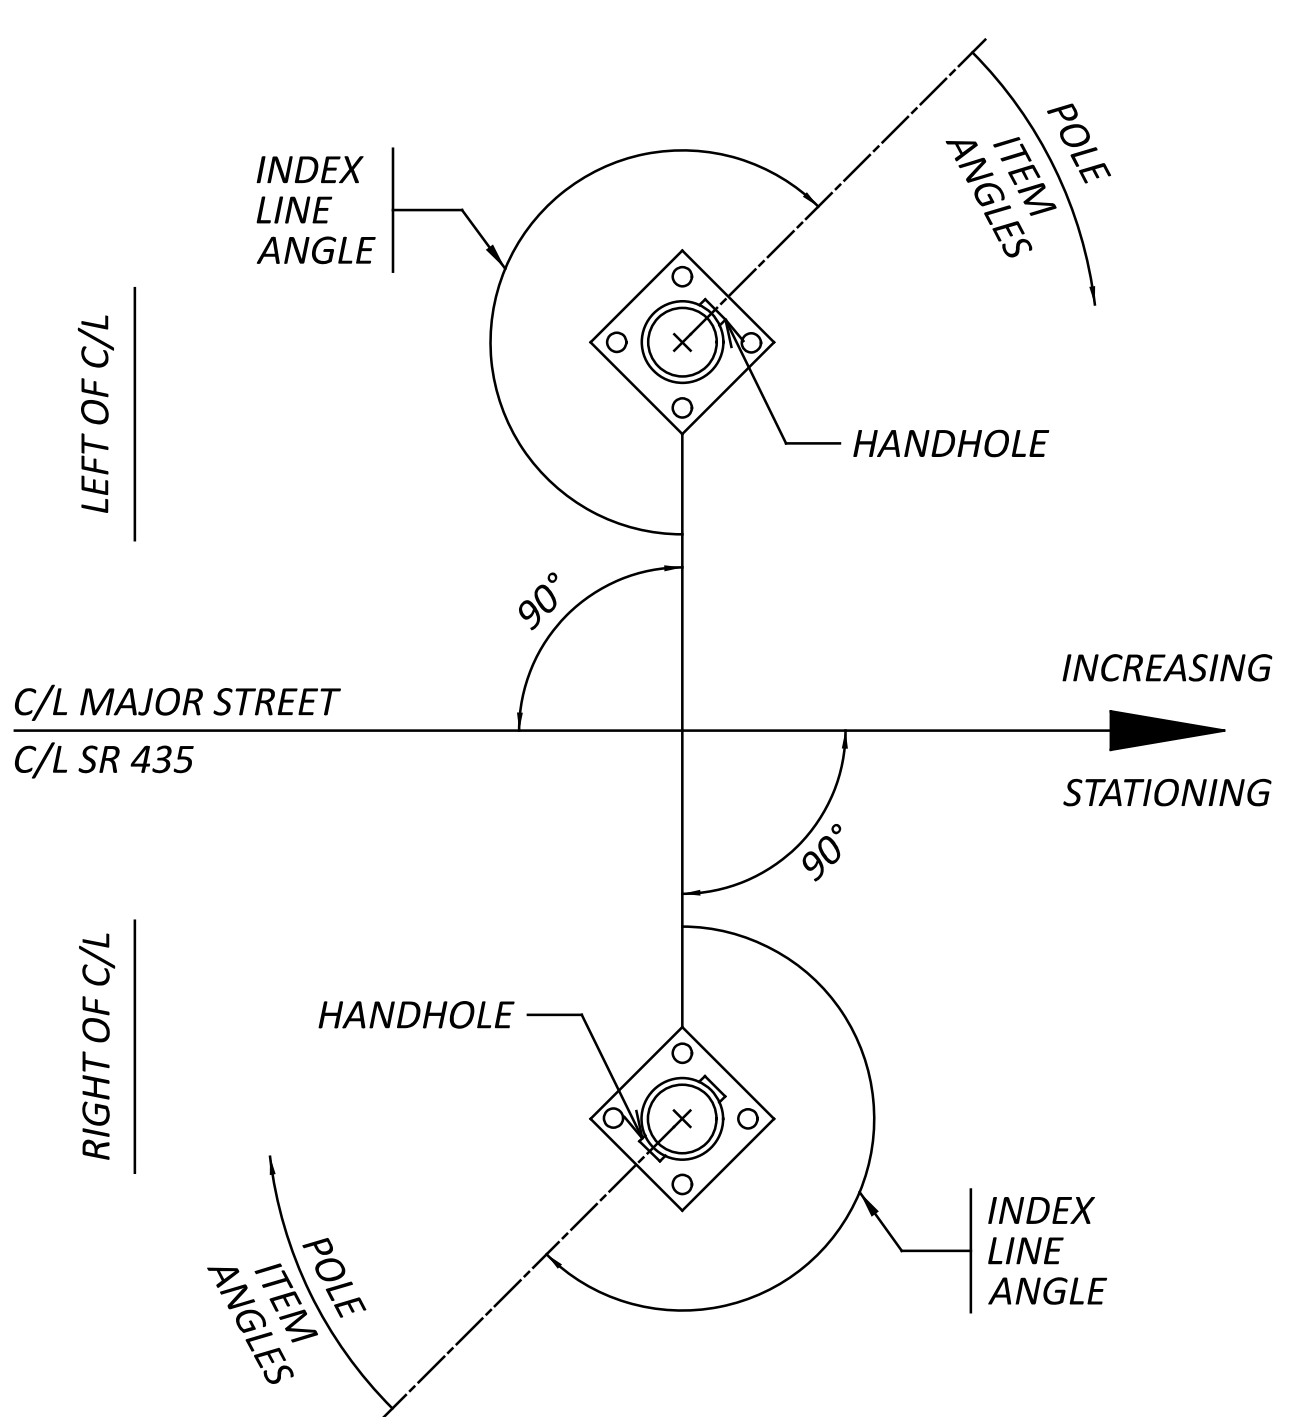 POLE
ITEM
ANGLES
INDEX
LINE
ANGLE
LEFT OF C/L
HANDHOLE
90°
INCREASING
C/L MAJOR STREET
C/L SR 435
STATIONING
90°
RIGHT OF C/L
HANDHOLE
INDEX
LINE
ANGLE
POLE
ITEM
ANGLES